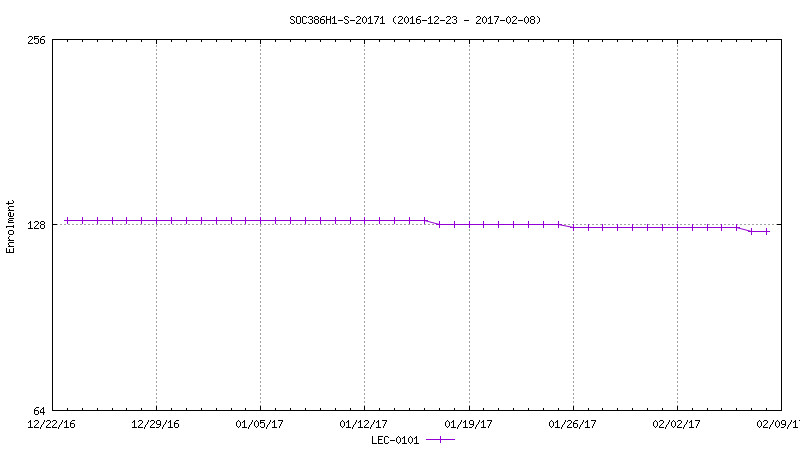 SOC386H1-S-20171 (2016-12-23 - 2017-02-08)
256
128
64
Enrolment
12/22/16 12/29/16 01/05/17 01/12/17 01/19/17 01/26/17 02/02/17 02/09/1
LEC-0101